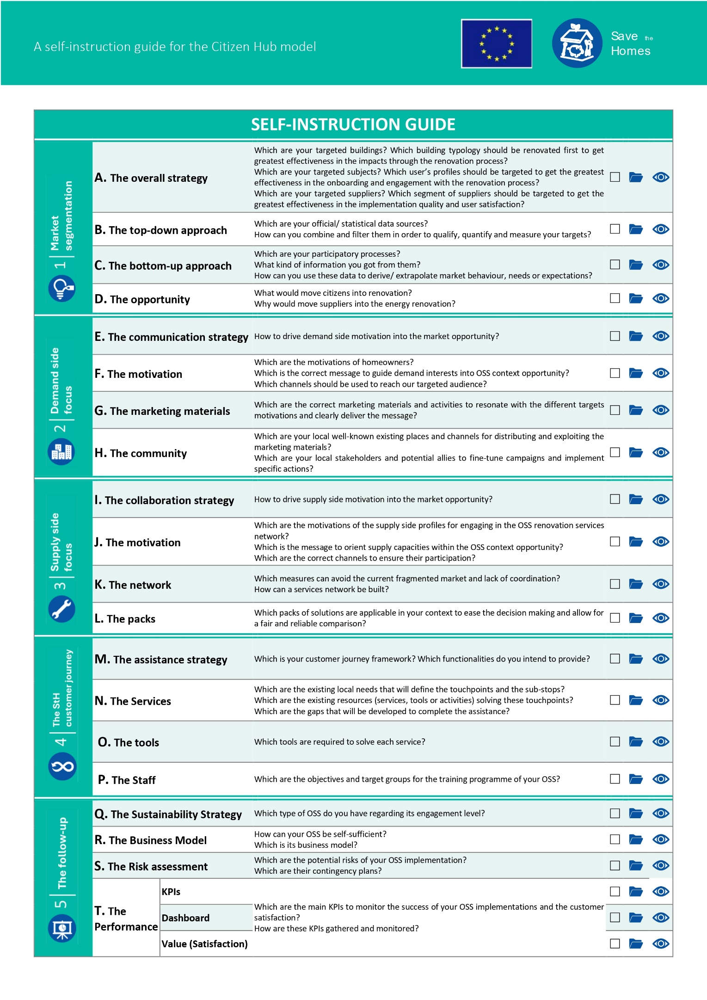 A self-instruction guide for the Citizen Hub model
Save the
Homes
SELF-INSTRUCTION GUIDE
1 | Market
segmentation
A. The overall strategy
Which are your targeted buildings? Which building typology should be renovated first to get
greatest effectiveness in the impacts through the renovation process?
Which are your targeted subjects? Which user’s profiles should be targeted to get the greatest
effectiveness in the onboarding and engagement with the renovation process?
Which are your targeted suppliers? Which segment of suppliers should be targeted to get the
greatest effectiveness in the implementation quality and user satisfaction?
B. The top-down approach
Which are your official/ statistical data sources?
How can you combine and filter them in order to qualify, quantify and measure your targets?
C. The bottom-up approach
Which are your participatory processes?
What kind of information you got from them?
How can you use these data to derive/ extrapolate market behaviour, needs or expectations?
D. The opportunity
What would move citizens into renovation?
Why would move suppliers into the energy renovation?
2 | Demand side
focus
E. The communication strategy
How to drive demand side motivation into the market opportunity?
F. The motivation
Which are the motivations of homeowners?
Which is the correct message to guide demand interests into OSS context opportunity?
Which channels should be used to reach our targeted audience?
G. The marketing materials
Which are the correct marketing materials and activities to resonate with the different targets
motivations and clearly deliver the message?
H. The community
Which are your local well-known existing places and channels for distributing and exploiting the
marketing materials?
Which are your local stakeholders and potential allies to fine-tune campaigns and implement
specific actions?
3 | Supply side
focus
I. The collaboration strategy
How to drive supply side motivation into the market opportunity?
J. The motivation
Which are the motivations of the supply side profiles for engaging in the OSS renovation services
network?
Which is the message to orient supply capacities within the OSS context opportunity?
Which are the correct channels to ensure their participation?
K. The network
Which measures can avoid the current fragmented market and lack of coordination?
How can a services network be built?
L. The packs
Which packs of solutions are applicable in your context to ease the decision making and allow for
a fair and reliable comparison?
4 | The StH
customer journey
M. The assistance strategy
Which is your customer journey framework? Which functionalities do you intend to provide?
N. The Services
Which are the existing local needs that will define the touchpoints and the sub-stops?
Which are the existing resources (services, tools or activities) solving these touchpoints?
Which are the gaps that will be developed to complete the assistance?
O. The tools
Which tools are required to solve each service?
P. The Staff
Which are the objectives and target groups for the training programme of your OSS?
5 | The follow-up
Q. The Sustainability Strategy
Which type of OSS do you have regarding its engagement level?
R. The Business Model
How can your OSS be self-sufficient?
Which is its business model?
S. The Risk assessment
Which are the potential risks of your OSS implementation?
Which are their contingency plans?
T. The
Performance
KPIs
Dashboard
Value (Satisfaction)
Which are the main KPIs to monitor the success of your OSS implementations and the customer
satisfaction?
How are these KPIs gathered and monitored?